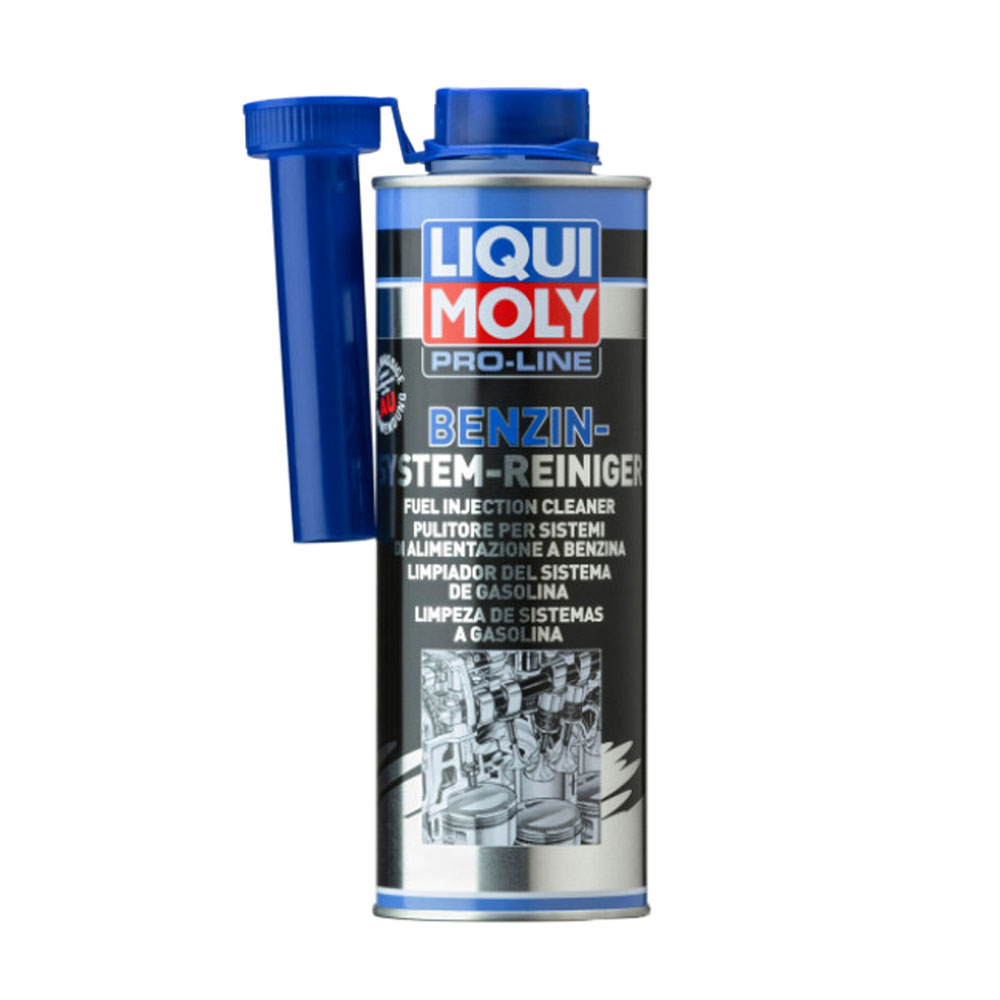 LIQUI
MOLY
PRO-LINE
AU
BENZIN-
SYSTEM-REINIGER
FUEL INJECTION CLEANER
PULITORE PER SISTEMI
DI ALIMENTAZIONE A BENZINA
LIMPIADOR DEL SISTEMA
DE GASOLINA
LIMPEZA DE SISTEMAS
A GASOLINA